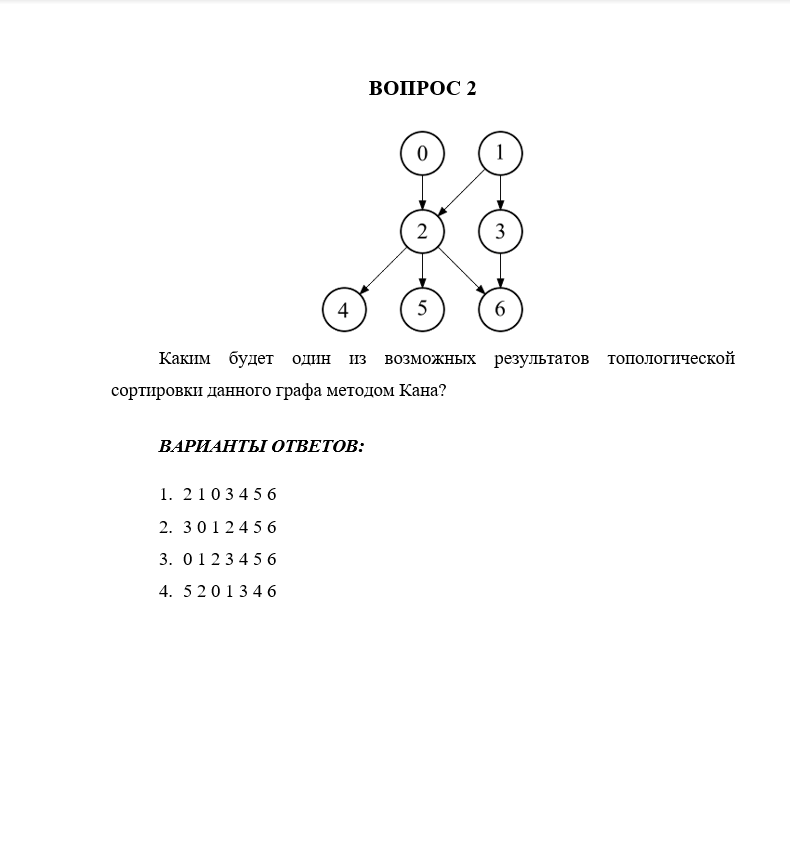 ВОПРОС 2
0 1
2 3
4 5 6
Каким будет один из возможных результатов топологической
сортировки данного графа методом Кана?
ВАРИАНТЫ ОТВЕТОВ:
1. 2 1 0 3 4 5 6
2. 3 0 1 2 4 5 6
3. 0 1 2 3 4 5 6
4. 5 2 0 1 3 4 6